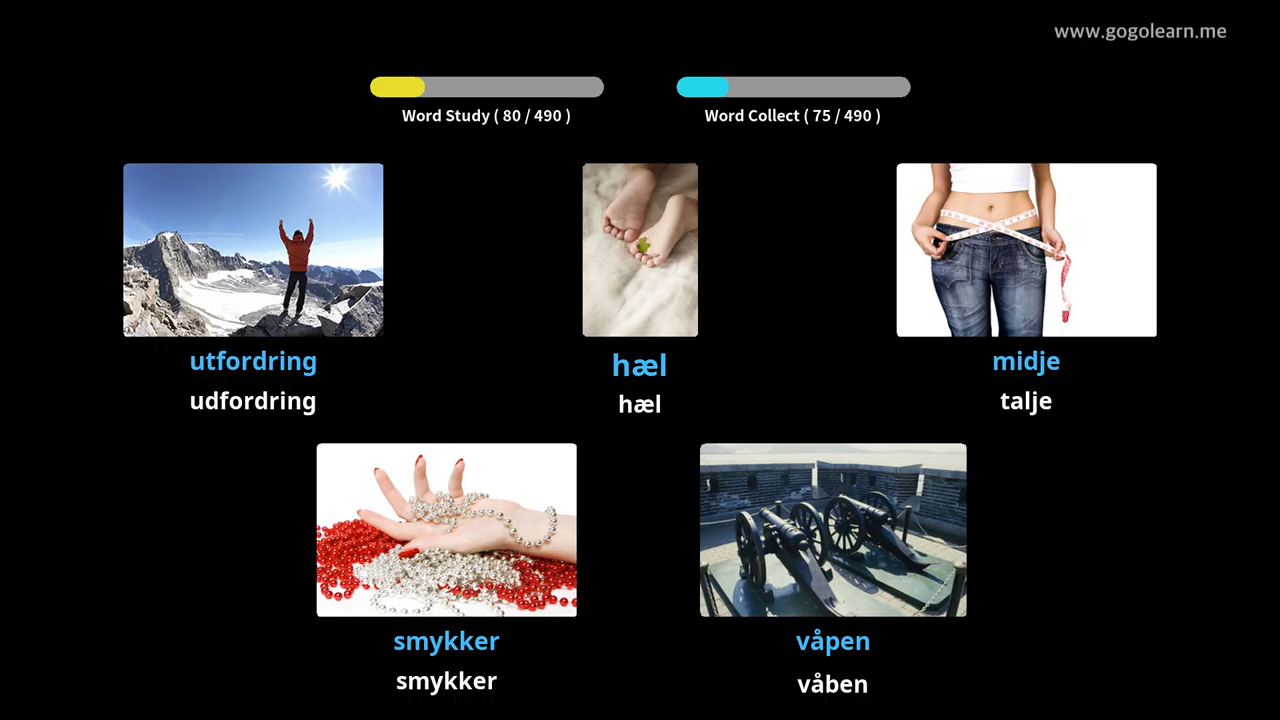 www.gogolearn.me
Word Study ( 80 / 490 )
Word Collect ( 75 / 490 )
utfordring
udfordring
hæl
hæl
midje
talje
smykker
smykker
våpen
våben